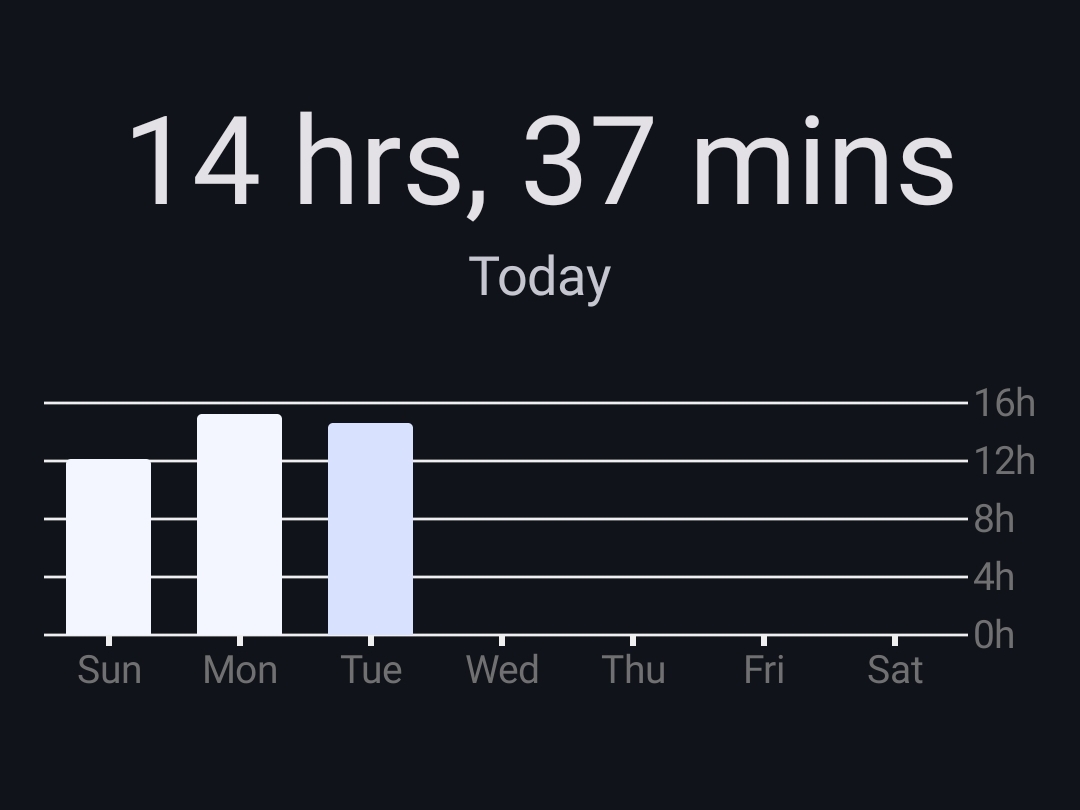 14 hrs, 37 mins
Today
16h
12h
8h
4h
0h
Sun Mon Tue Wed Thu Fri Sat